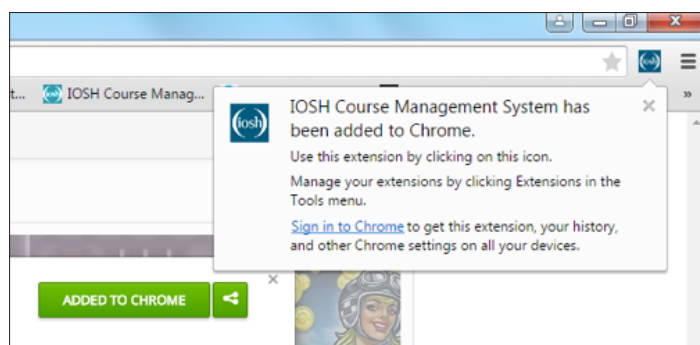 t...
IOSH Course Manag...
»
iosh
IOSH Course Management System has
been added to Chrome.
Use this extension by clicking on this icon.
Manage your extensions by clicking Extensions in the
Tools menu.
Sign in to Chrome to get this extension, your history,
and other Chrome settings on all your devices.
ADDED TO CHROME